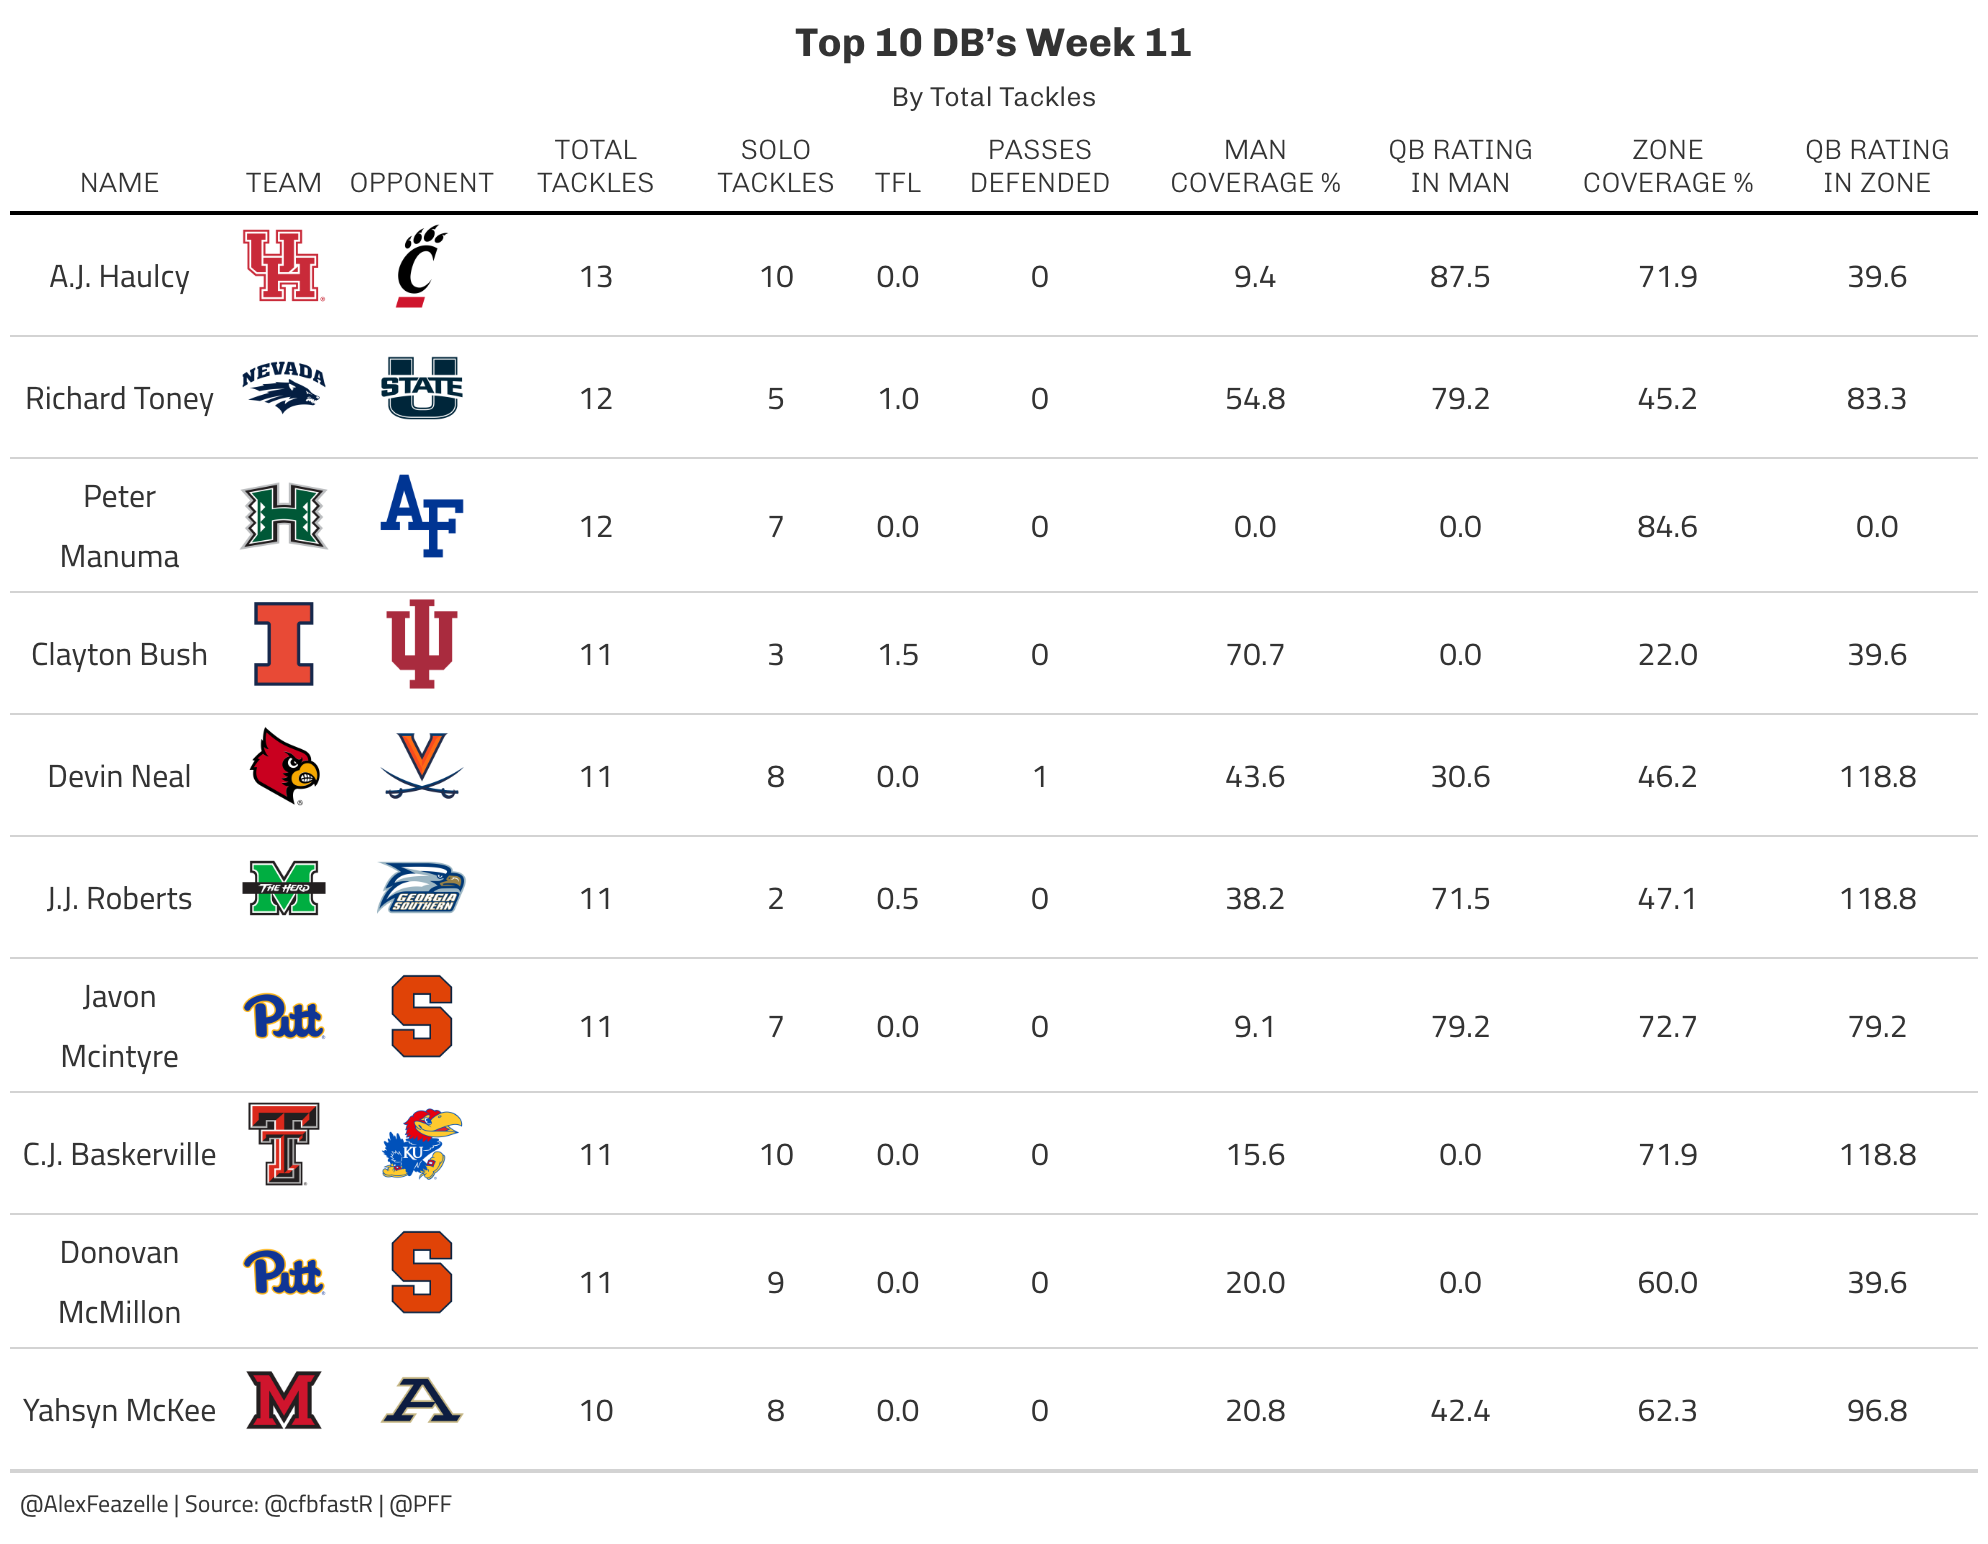 Top 10 DB’s Week 11
By Total Tackles
NAME TEAM OPPONENT TOTAL TACKLES SOLO TACKLES TFL PASSES DEFENDED MAN COVERAGE % QB RATING IN MAN ZONE COVERAGE % QB RATING IN ZONE
A.J. Haulcy UH C 13 10 0.0 0 9.4 87.5 71.9 39.6
Richard Toney NEVADA U STATE 12 5 1.0 0 54.8 79.2 45.2 83.3
Peter Manuma H AF 12 7 0.0 0 0.0 0.0 84.6 0.0
Clayton Bush I IU 11 3 1.5 0 70.7 0.0 22.0 39.6
Devin Neal V 11 8 0.0 1 43.6 30.6 46.2 118.8
J.J. Roberts M THE HERD GEORGIA SOUTHERN 11 2 0.5 0 38.2 71.5 47.1 118.8
Javon Mcintyre Pitt S 11 7 0.0 0 9.1 79.2 72.7 79.2
C.J. Baskerville TT KU 11 10 0.0 0 15.6 0.0 71.9 118.8
Donovan McMillon Pitt S 11 9 0.0 0 20.0 0.0 60.0 39.6
Yahsyn McKee M A 10 8 0.0 0 20.8 42.4 62.3 96.8
@AlexFeazelle | Source: @cfbfastR | @PFF